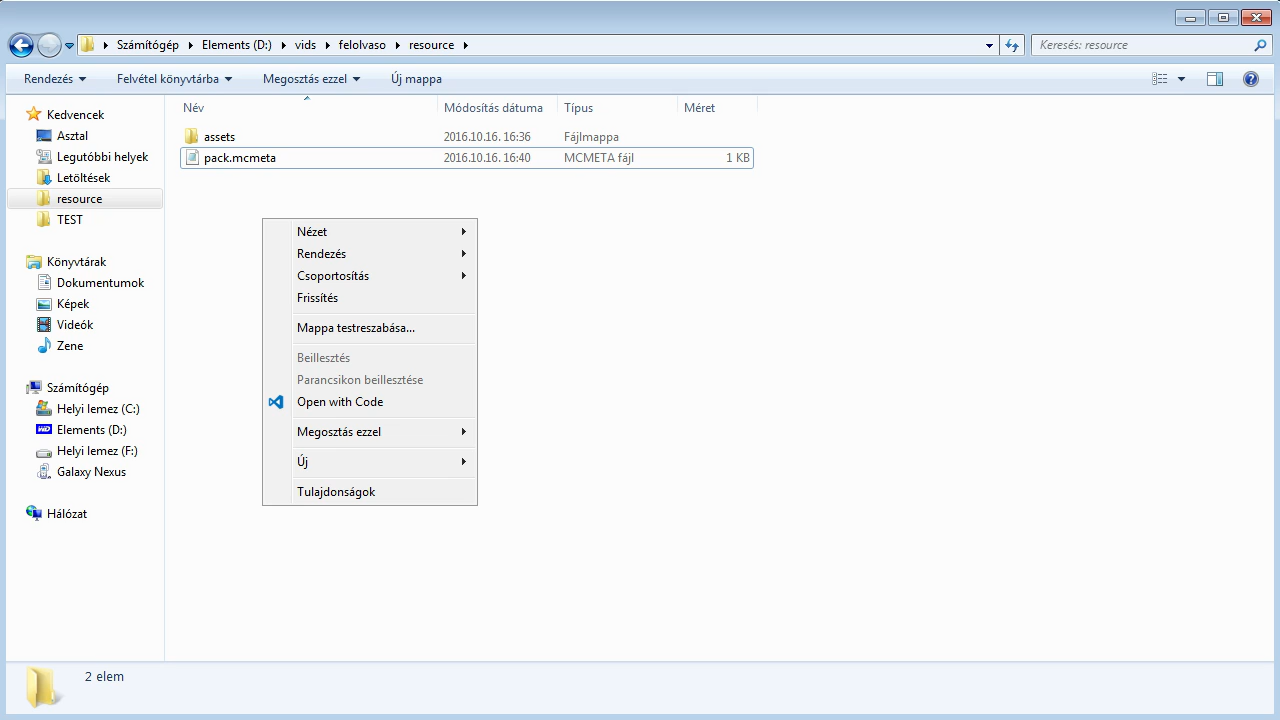 Számítógép Elements (D:) vids felolvaso resource
Keresés: resource
Rendezés Felvétel könyvtárba Megosztás ezzel Új mappa
Kedvencek
Asztal
Legutóbbi helyek
Letöltések
resource
TEST
Könyvtárak
Dokumentumok
Képek
Videók
Zene
Számítógép
Helyi lemez (C:)
Elements (D:)
Helyi lemez (F:)
Galaxy Nexus
Hálózat
Név Módosítás dátuma Típus Méret
assets 2016.10.16. 16:36 Fájlmappa
pack.mcmeta 2016.10.16. 16:40 MCMETA fájl 1 KB
Nézet
Rendezés
Csoportosítás
Frissítés
Mappa testreszabása...
Beillesztés
Parancsikon beillesztése
Open with Code
Megosztás ezzel
Új
Tulajdonságok
2 elem